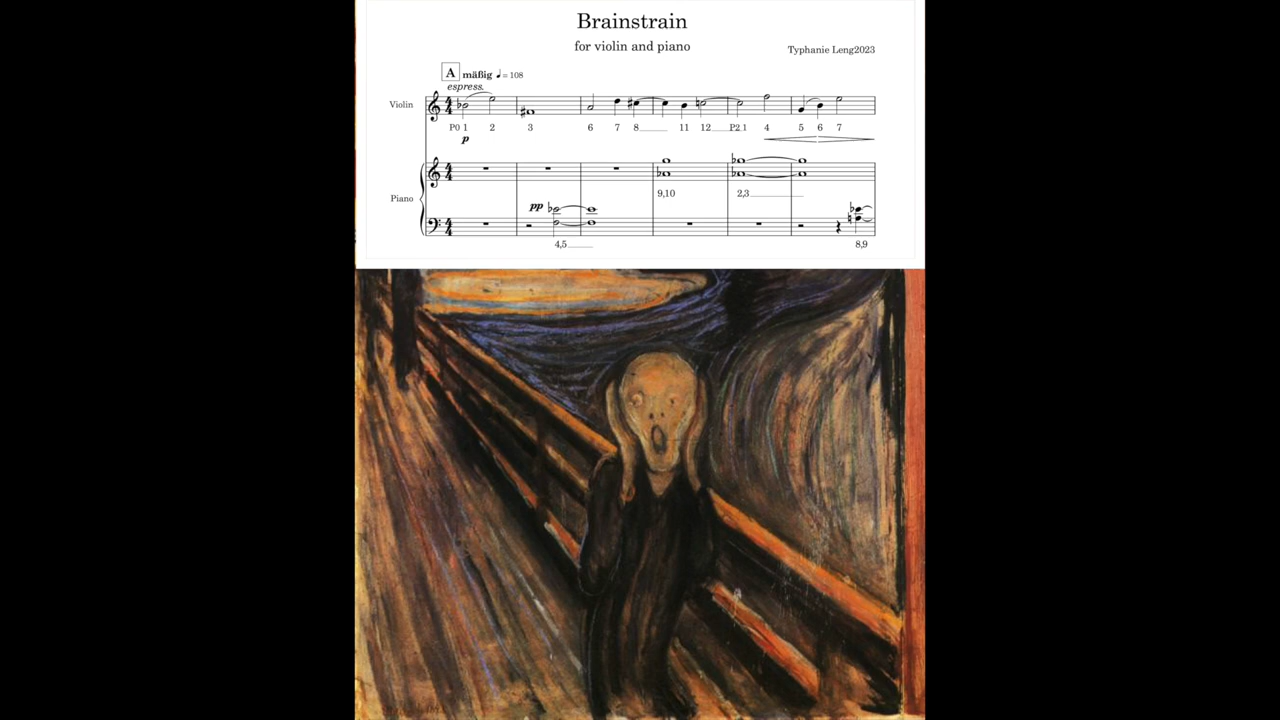 Brainstrain
for violin and piano
Typhanie Leng2023
A mäßig ♩ = 108
espress.
Violin
P0 1 2 3 6 7 8 11 12 P2 1 4 5 6 7
p
9,10 2,3
Piano
pp
4,5 8,9